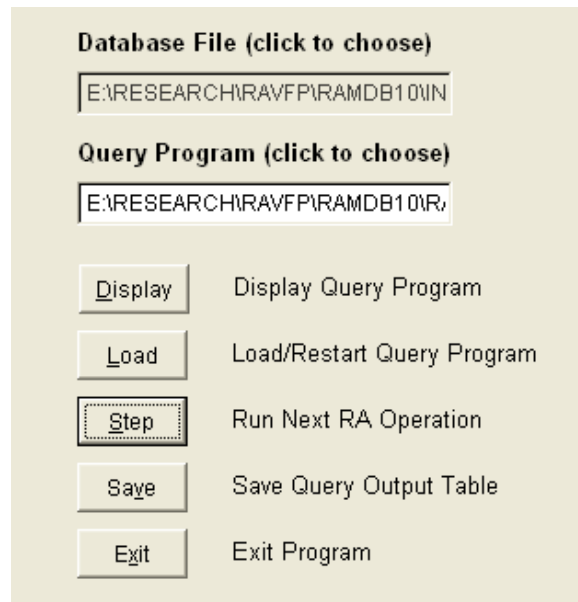 Database File (click to choose)
E:\RESEARCH\RAVFP\RAMDB10\IN
Query Program (click to choose)
E:\RESEARCH\RAVFP\RAMDB10\R
Display Display Query Program
Load Load/Restart Query Program
Step Run Next RA Operation
Save Save Query Output Table
Exit Exit Program